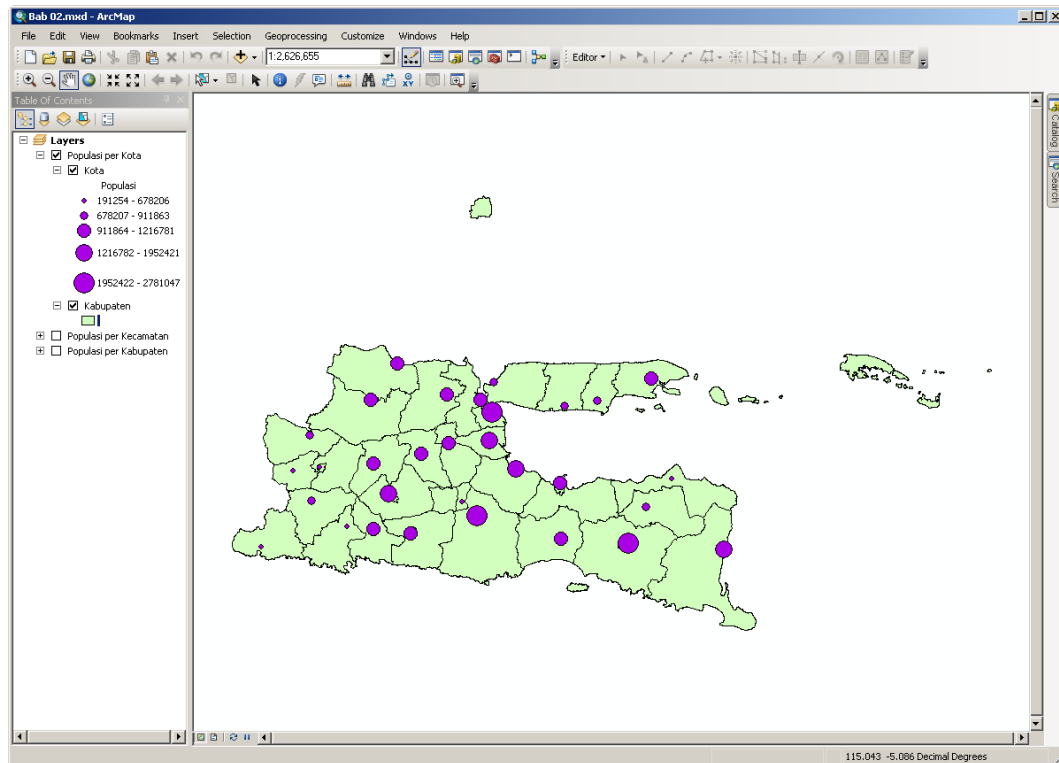 Bab 02.mxd - ArcMap
File Edit View Bookmarks Insert Selection Geoprocessing Customize Windows Help
1:2,626,655
Editor
Table Of Contents
Layers
Populasi per Kota
Kota
Populasi
191254 - 678206
678207 - 911863
911864 - 1216781
1216782 - 1952421
1952422 - 2781047
Kabupaten
Populasi per Kecamatan
Populasi per Kabupaten
Catalog
Search
115.043 -5.086 Decimal Degrees